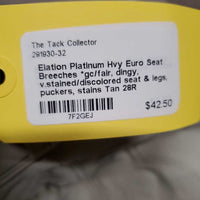 The Tack Collector
291930-32
Elation Platinum Hvy Euro Seat
Breeches *gc/fair, dingy,
v.stained/discolored seat & legs,
puckers, stains Tan 28R
$42.50
7F2GEJ